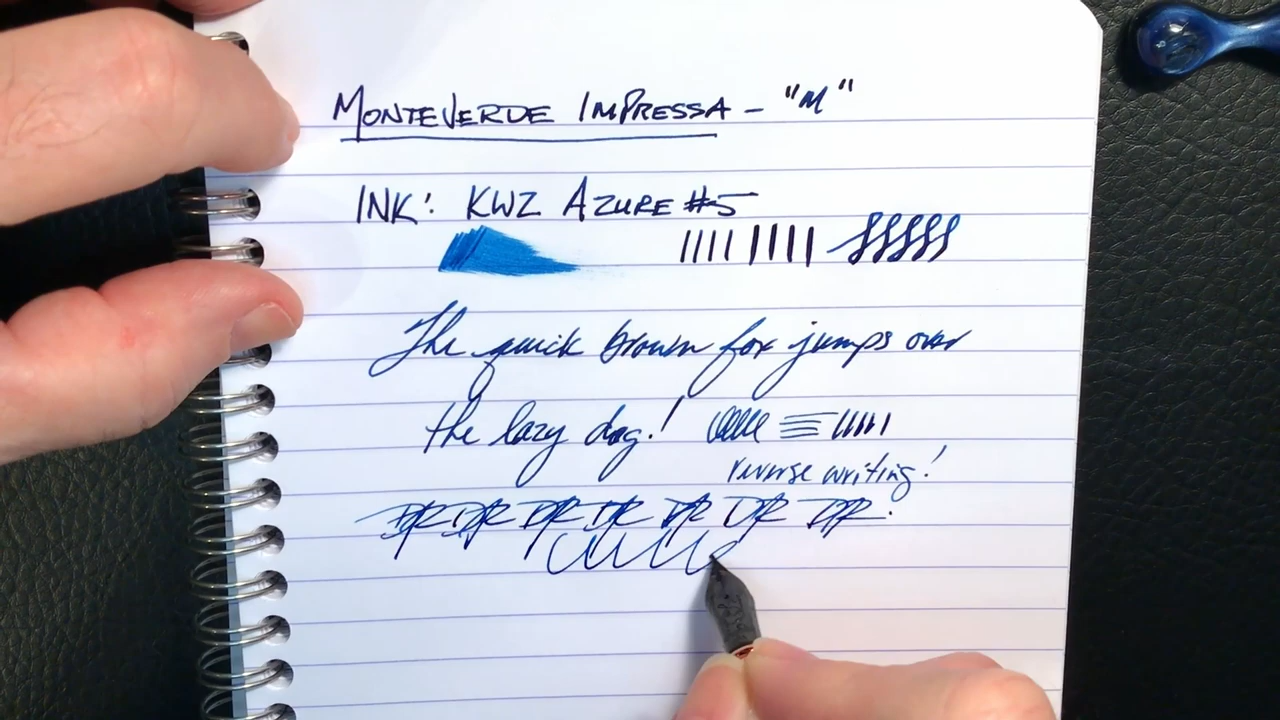 MONTEVERDE IMPRESSA – "M"
INK: KWZ AZURE #5
The quick brown fox jumps over
the lazy dog!
reverse writing!